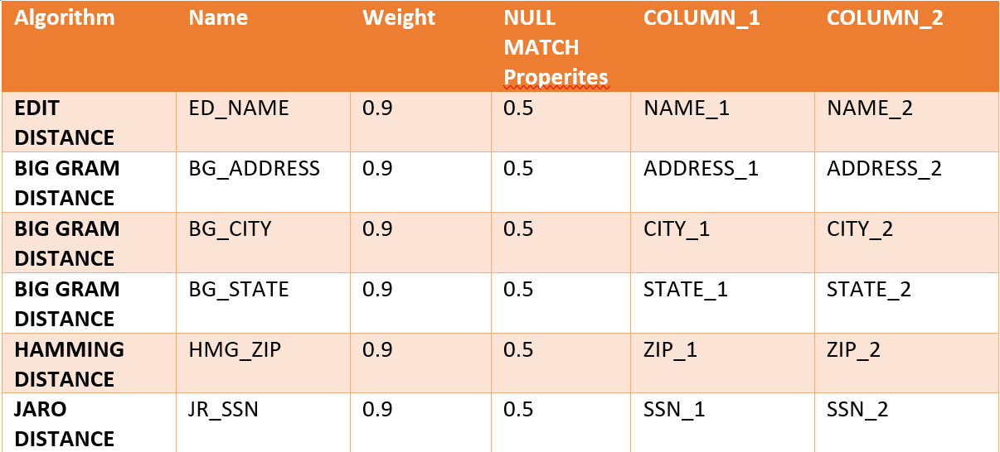 Algorithm Name Weight NULL MATCH Properites COLUMN_1 COLUMN_2
EDIT DISTANCE ED_NAME 0.9 0.5 NAME_1 NAME_2
BIG GRAM DISTANCE BG_ADDRESS 0.9 0.5 ADDRESS_1 ADDRESS_2
BIG GRAM DISTANCE BG_CITY 0.9 0.5 CITY_1 CITY_2
BIG GRAM DISTANCE BG_STATE 0.9 0.5 STATE_1 STATE_2
HAMMING DISTANCE HMG_ZIP 0.9 0.5 ZIP_1 ZIP_2
JARO DISTANCE JR_SSN 0.9 0.5 SSN_1 SSN_2